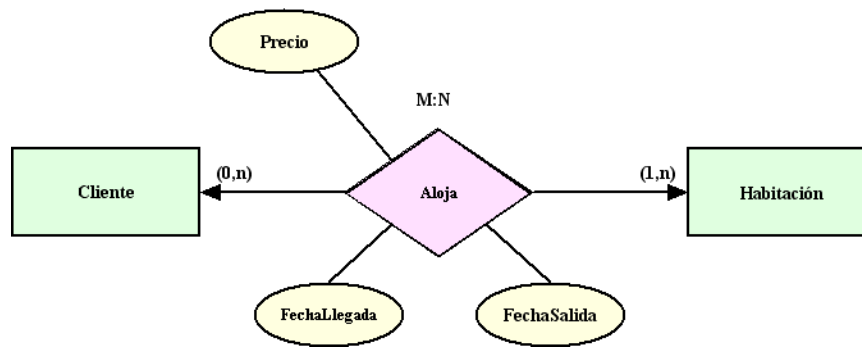 Precio
M:N
Cliente
(0,n)
Aloja
(1,n)
Habitación
FechaLlegada
FechaSalida